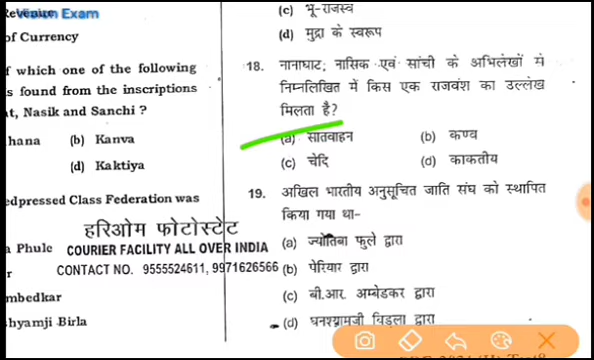 Vision Exam
Revenue
of Currency
f which one of the following
s found from the inscriptions
t, Nasik and Sanchi ?
hana (b) Kanva
(d) Kaktiya
edpressed Class Federation was
हरिओम फोटोस्टेट
a Phule COURIER FACILITY ALL OVER INDIA
CONTACT NO. 9555524611, 9971626566
mbedkar
hyamji Birla
(c) भू-राजस्व
(d) मुद्रा के स्वरूप
18. नानाघाट; नासिक एवं सांची के अभिलेखों में
निम्नलिखित में किस एक राजवंश का उल्लेख
मिलता है?
(a) सातवाहन (b) कण्व
(c) चेदि (d) काकतीय
19. अखिल भारतीय अनुसूचित जाति संघ को स्थापित
किया गया था-
(a) ज्योतिबा फुले द्वारा
(b) पेरियार द्वारा
(c) बी.आर. अम्बेडकर द्वारा
(d) घनश्यामजी विडला द्वारा